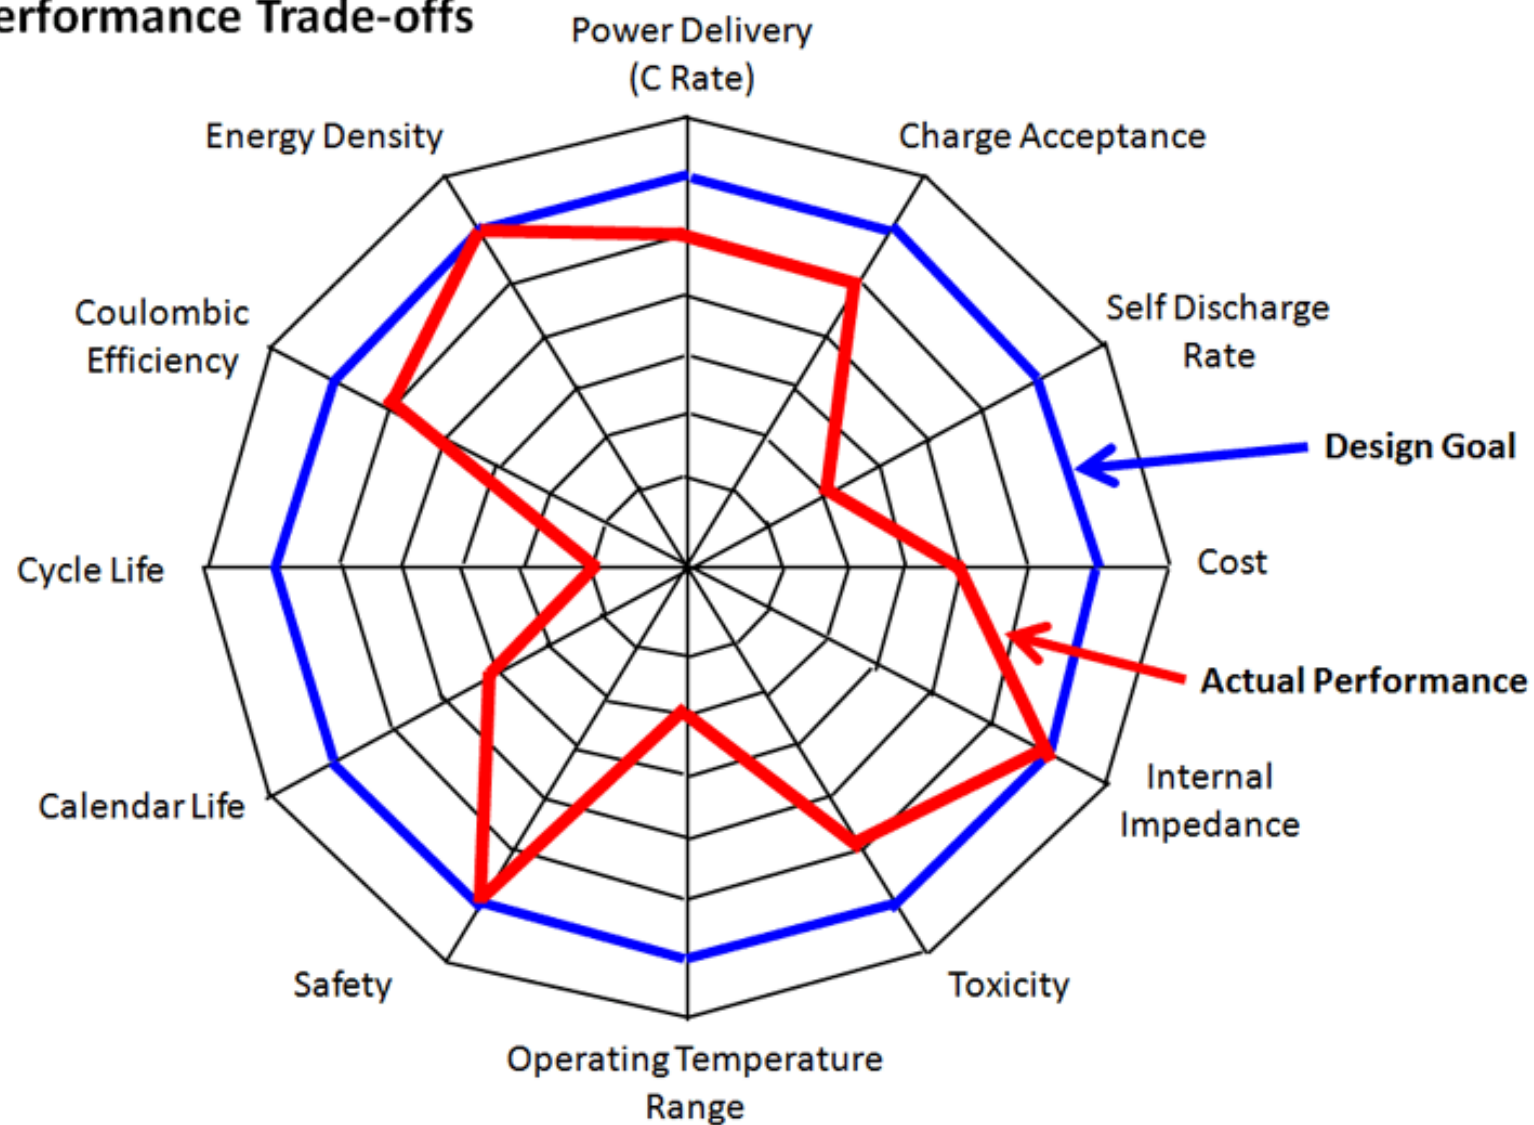 erformance Trade-offs
Power Delivery
(C Rate)
Energy Density
Charge Acceptance
Coulombic
Efficiency
Self Discharge
Rate
Design Goal
Cycle Life
Cost
Actual Performance
Calendar Life
Internal
Impedance
Safety
Toxicity
Operating Temperature
Range